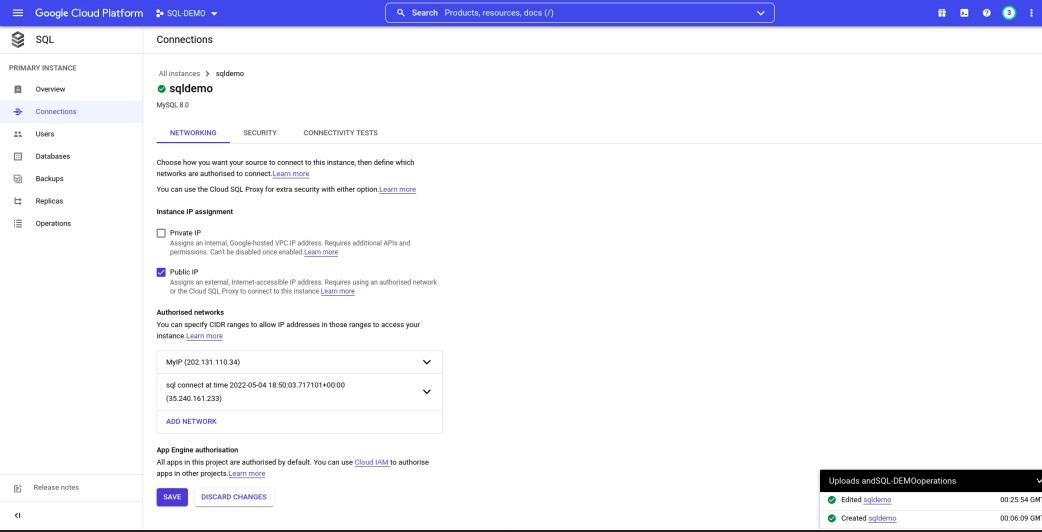 Google Cloud Platform
SQL-DEMO
Search Products, resources, docs (/)
3
SQL
Connections
PRIMARY INSTANCE
Overview
Connections
Users
Databases
Backups
Replicas
Operations
All instances
sqldemo
sqldemo
MySQL 8.0
NETWORKING
SECURITY
CONNECTIVITY TESTS
Choose how you want your source to connect to this instance, then define which
networks are authorised to connect.Learn more
You can use the Cloud SQL Proxy for extra security with either option.Learn more
Instance IP assignment
Private IP
Assigns an internal, Google-hosted VPC IP address. Requires additional APIs and
permissions. Can't be disabled once enabled.Learn more
Public IP
Assigns an external, Internet-accessible IP address. Requires using an authorised network
or the Cloud SQL Proxy to connect to this instance.Learn more
Authorised networks
You can specify CIDR ranges to allow IP addresses in those ranges to access your
instance.Learn more
MyIP (202.131.110.34)
sql connect at time 2022-05-04 18:50:03.717101+00:00
(35.240.161.233)
ADD NETWORK
App Engine authorisation
All apps in this project are authorised by default. You can use Cloud IAM to authorise
apps in other projects.Learn more
SAVE
DISCARD CHANGES
Release notes
Uploads andSQL-DEMOoperations
Edited sqldemo
00:25:54 GMT
Created sqldemo
00:06:09 GMT